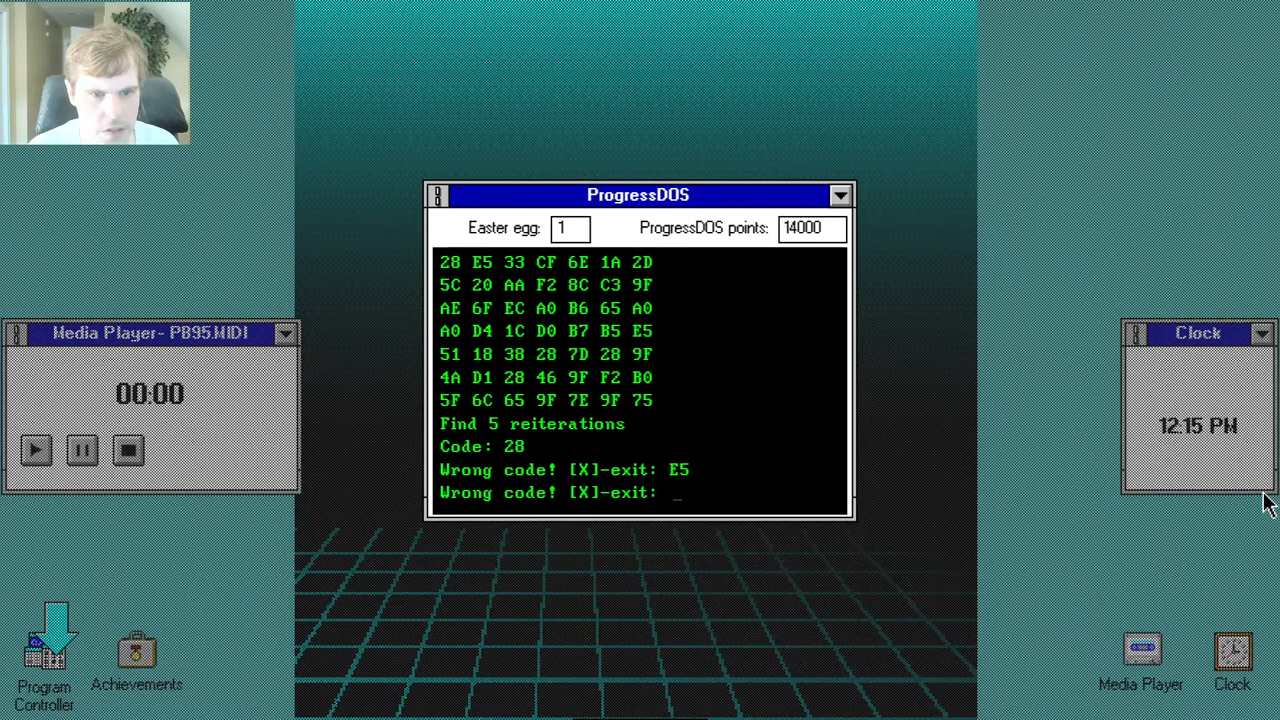 ProgressDOS
Easter egg: 1 ProgressDOS points: 14000
28 E5 33 CF 6E 1A 2D
5C 20 AA F2 8C C3 9F
AE 6F EC A0 B6 65 A0
A0 D4 1C D0 B7 B5 E5
51 18 38 28 7D 28 9F
4A D1 28 46 9F F2 B0
5F 6C 65 9F 7E 9F 75
Find 5 reiterations
Code: 28
Wrong code! [X]-exit: E5
Wrong code! [X]-exit: _
Media Player- PB95.MIDI
00:00
Clock
12:15 PM
Program
Controller
Achievements
Media Player
Clock